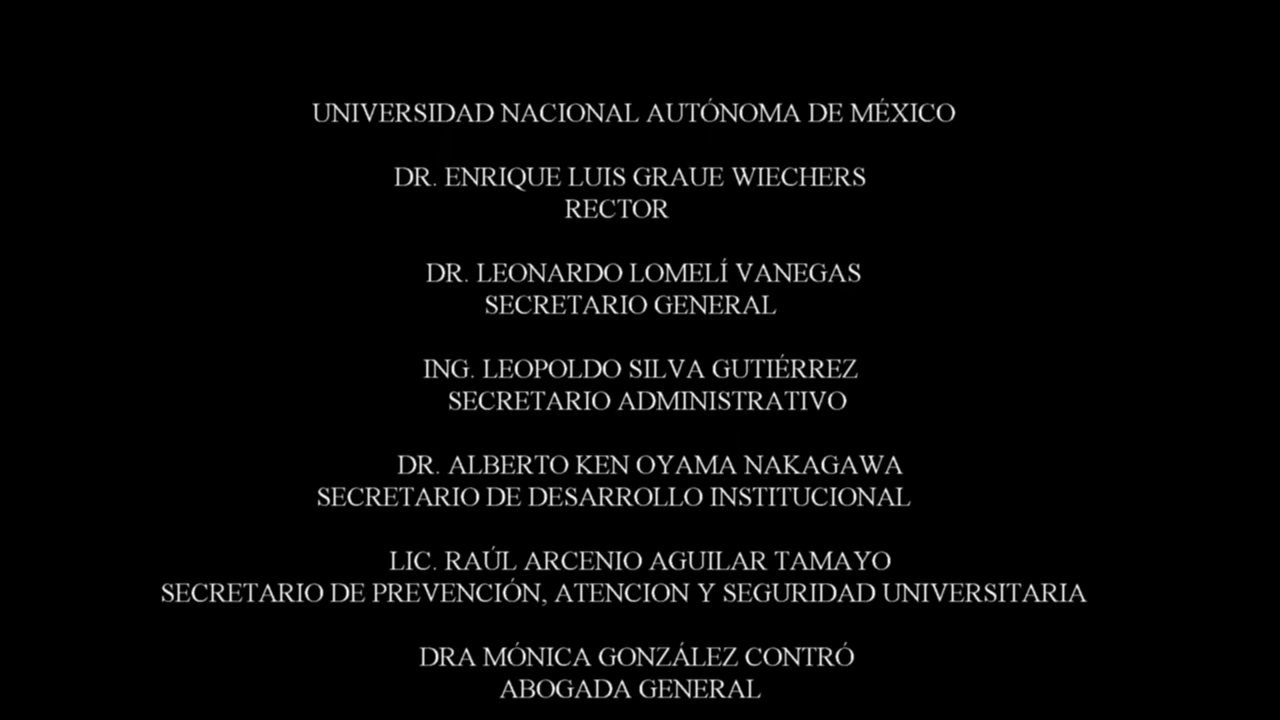 UNIVERSIDAD NACIONAL AUTÓNOMA DE MÉXICO
DR. ENRIQUE LUIS GRAUE WIECHERS
RECTOR
DR. LEONARDO LOMELÍ VANEGAS
SECRETARIO GENERAL
ING. LEOPOLDO SILVA GUTIÉRREZ
SECRETARIO ADMINISTRATIVO
DR. ALBERTO KEN OYAMA NAKAGAWA
SECRETARIO DE DESARROLLO INSTITUCIONAL
LIC. RAÚL ARCENIO AGUILAR TAMAYO
SECRETARIO DE PREVENCIÓN, ATENCION Y SEGURIDAD UNIVERSITARIA
DRA MÓNICA GONZÁLEZ CONTRÓ
ABOGADA GENERAL